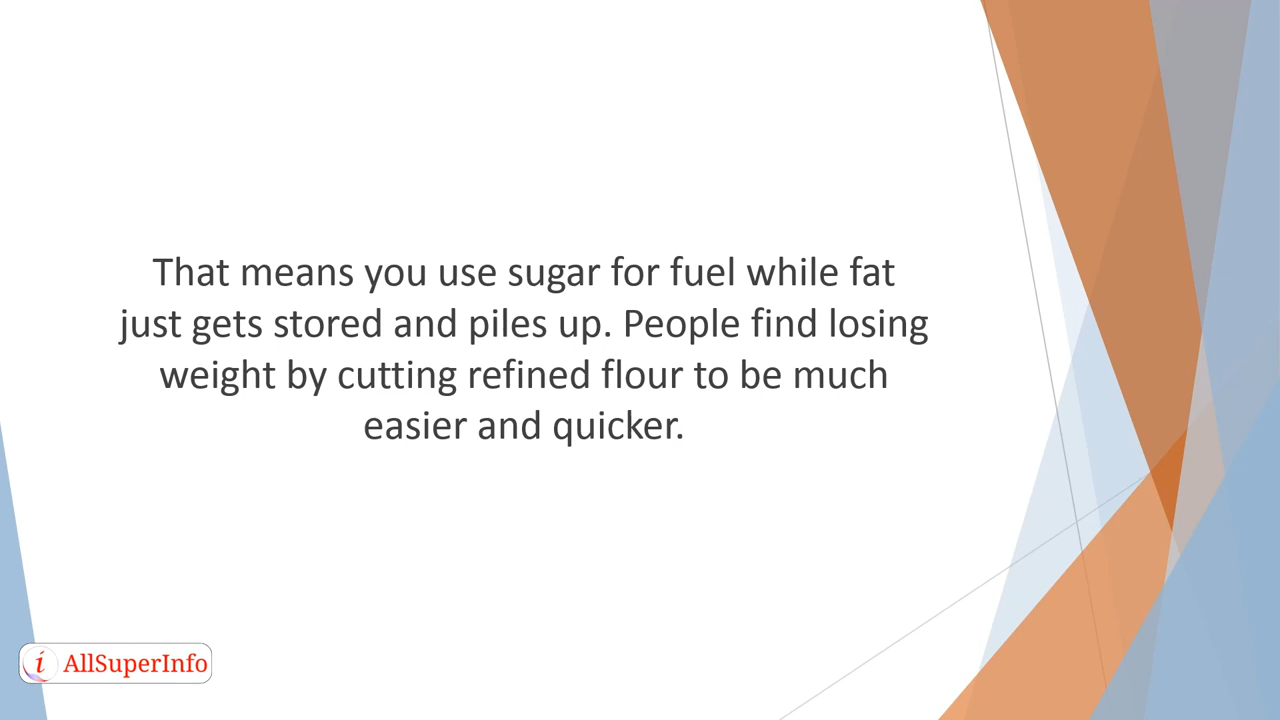 That means you use sugar for fuel while fat
just gets stored and piles up. People find losing
weight by cutting refined flour to be much
easier and quicker.
i AllSuperInfo